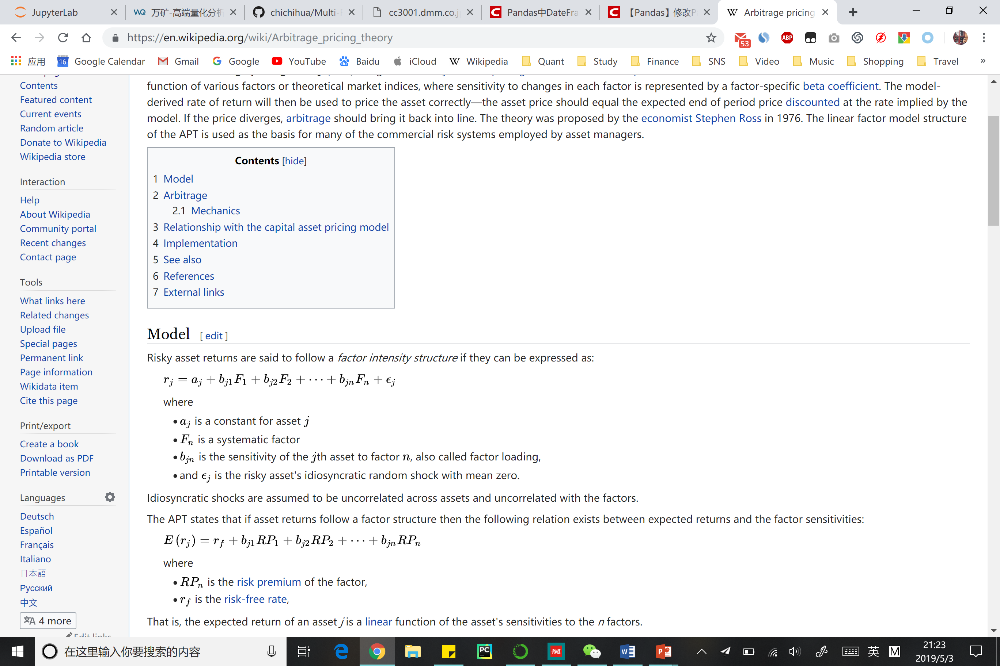 JupyterLab
万矿-高端量化分析
chichihua/Multi-F
cc3001.dmm.co.j
Pandas中DateFra
【Pandas】修改P
Arbitrage pricing
https://en.wikipedia.org/wiki/Arbitrage_pricing_theory
53
ABP
应用
16 Google Calendar
Gmail
Google
YouTube
Baidu
iCloud
Wikipedia
Quant
Study
Finance
SNS
Video
Music
Shopping
Travel
»
Contents
Featured content
Current events
Random article
Donate to Wikipedia
Wikipedia store
Interaction
Help
About Wikipedia
Community portal
Recent changes
Contact page
Tools
What links here
Related changes
Upload file
Special pages
Permanent link
Page information
Wikidata item
Cite this page
Print/export
Create a book
Download as PDF
Printable version
Languages
Deutsch
Español
Français
Italiano
日本語
Русский
中文
4 more
Edit links
function of various factors or theoretical market indices, where sensitivity to changes in each factor is represented by a factor-specific beta coefficient. The model-
derived rate of return will then be used to price the asset correctly—the asset price should equal the expected end of period price discounted at the rate implied by the
model. If the price diverges, arbitrage should bring it back into line. The theory was proposed by the economist Stephen Ross in 1976. The linear factor model structure
of the APT is used as the basis for many of the commercial risk systems employed by asset managers.
Contents [hide]
1 Model
2 Arbitrage
2.1 Mechanics
3 Relationship with the capital asset pricing model
4 Implementation
5 See also
6 References
7 External links
Model [ edit ]
Risky asset returns are said to follow a factor intensity structure if they can be expressed as:
r_j = a_j + b_{j1}F_1 + b_{j2}F_2 + ··· + b_{jn}F_n + ϵ_j
where
• a_j is a constant for asset j
• F_n is a systematic factor
• b_{jn} is the sensitivity of the jth asset to factor n, also called factor loading,
• and ϵ_j is the risky asset's idiosyncratic random shock with mean zero.
Idiosyncratic shocks are assumed to be uncorrelated across assets and uncorrelated with the factors.
The APT states that if asset returns follow a factor structure then the following relation exists between expected returns and the factor sensitivities:
E(r_j) = r_f + b_{j1}RP_1 + b_{j2}RP_2 + ··· + b_{jn}RP_n
where
• RP_n is the risk premium of the factor,
• r_f is the risk-free rate,
That is, the expected return of an asset j is a linear function of the asset's sensitivities to the n factors.
在这里输入你要搜索的内容
PC
有道
英
M
21:23
2019/5/3